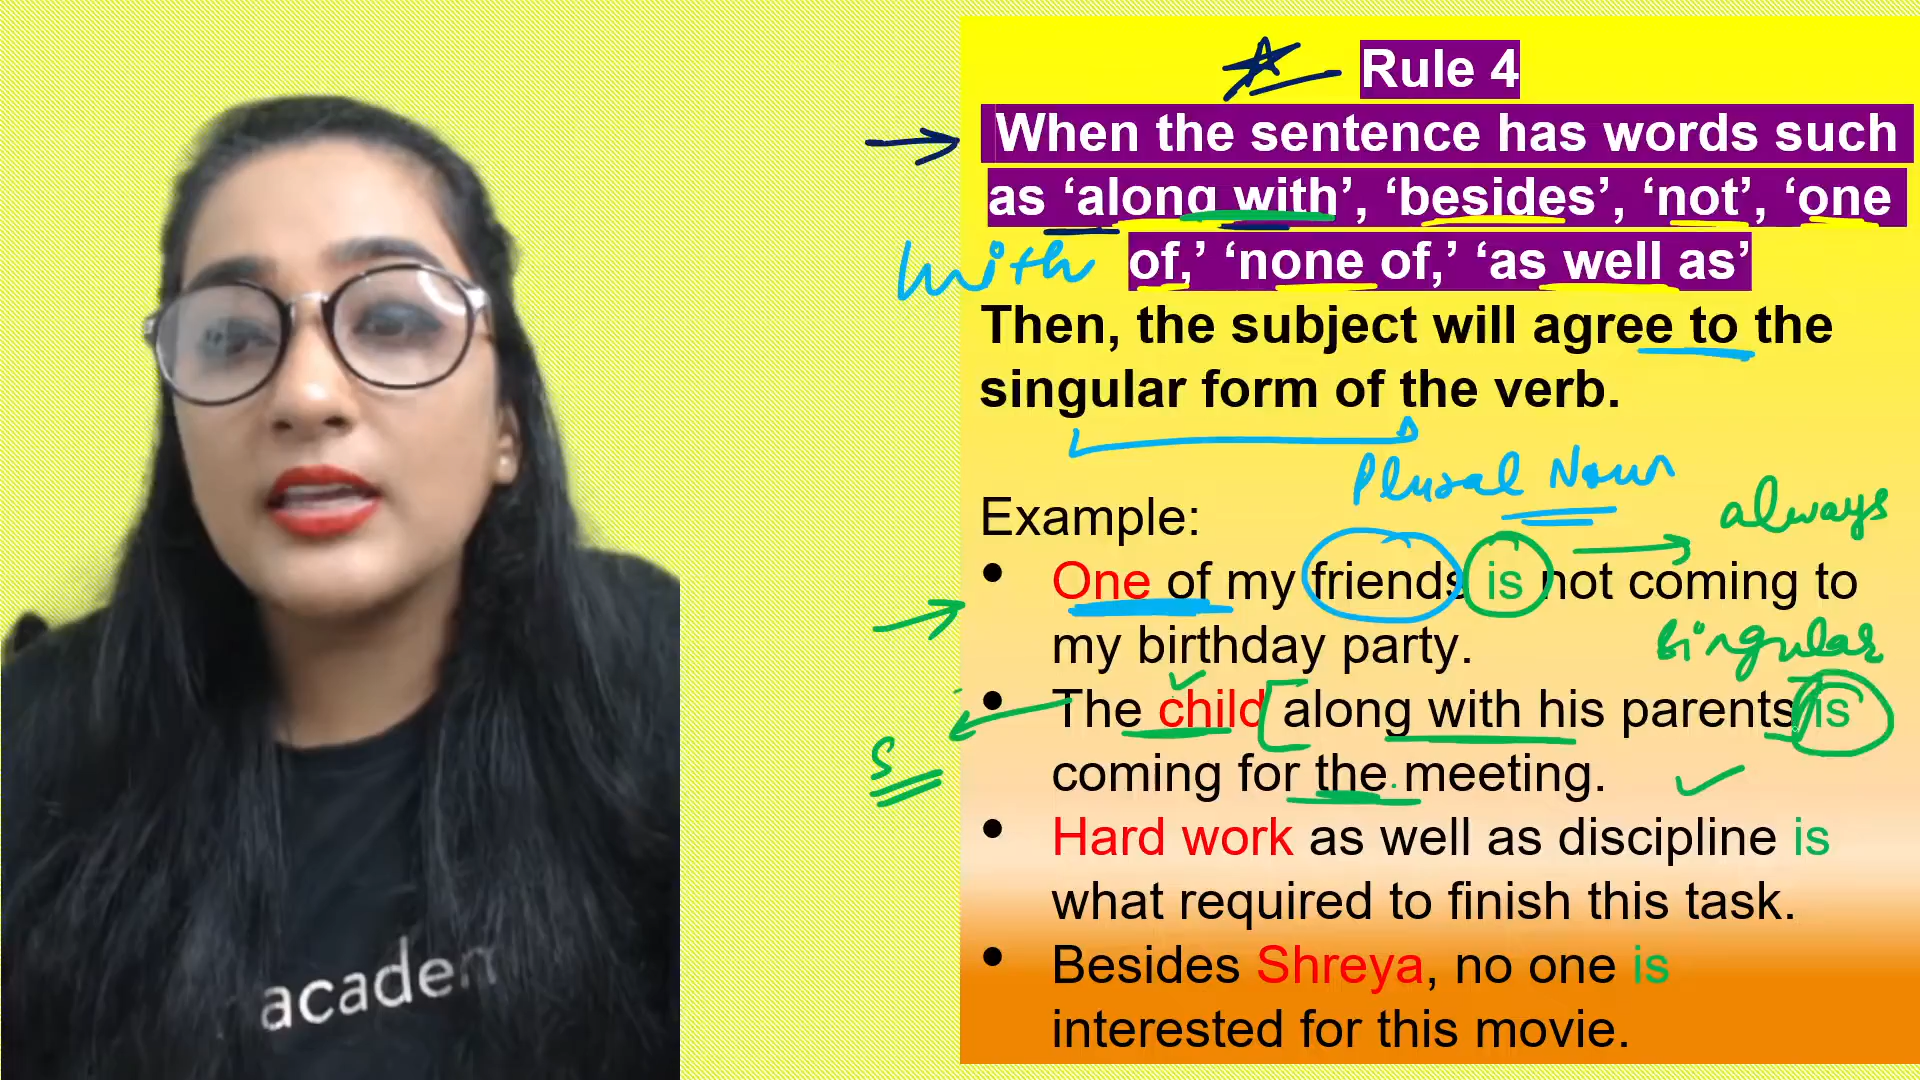 Rule 4
When the sentence has words such
as ‘along with’, ‘besides’, ‘not’, ‘one
with of,’ ‘none of,’ ‘as well as’
Then, the subject will agree to the
singular form of the verb.
Plural Noun
always
Example:
• One of my friends is not coming to
my birthday party.
singular
• The child along with his parents is
S
coming for the meeting.
• Hard work as well as discipline is
what required to finish this task.
• Besides Shreya, no one is
interested for this movie.
academ